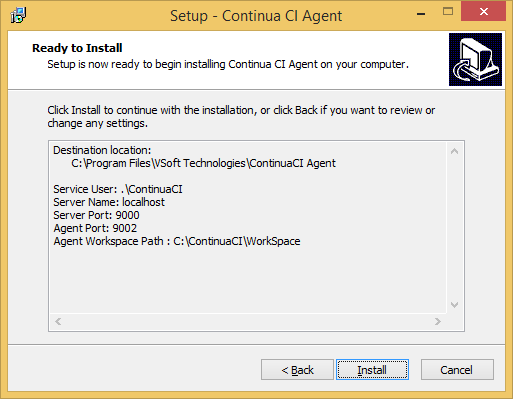 Setup - Continua CI Agent
Ready to Install
Setup is now ready to begin installing Continua CI Agent on your computer.
Click Install to continue with the installation, or click Back if you want to review or
change any settings.
Destination location:
C:\Program Files\VSoft Technologies\ContinuaCI Agent
Service User: .\ContinuaCI
Server Name: localhost
Server Port: 9000
Agent Port: 9002
Agent Workspace Path : C:\ContinuaCI\WorkSpace
< Back
Install
Cancel